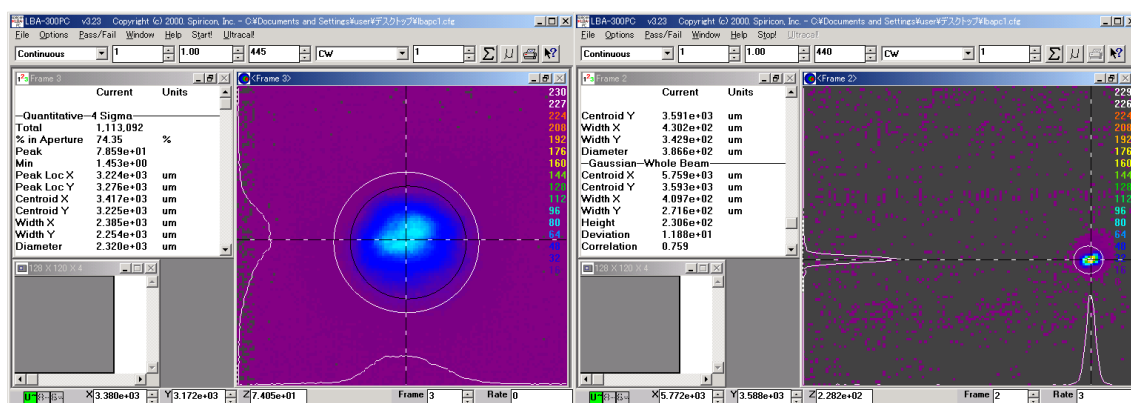 LBA-300PC v3.23 Copyright (c) 2000. Spiricon, Inc. - C:¥Documents and Settings¥user¥デスクトップ¥lbapc1.cfg
File Options Pass/Fail Window Help Start! Ultracal!
Continuous 1 1.00 445 CW 1 Σ μ
Frame 3
Current Units
Quantitative-4 Sigma
Total 1,113,092
% in Aperture 74.35 %
Peak 7.859e+01
Min 1.453e+00
Peak Loc X 3.224e+03 um
Peak Loc Y 3.276e+03 um
Centroid X 3.417e+03 um
Centroid Y 3.225e+03 um
Width X 2.385e+03 um
Width Y 2.254e+03 um
Diameter 2.320e+03 um
128 X 120 X 4
<Frame 3>
230
227
224
208
192
176
160
144
128
112
96
80
64
48
32
16
X 3.380e+03 Y 3.172e+03 Z 7.405e+01 Frame 3 Rate 0
LBA-300PC v3.23 Copyright (c) 2000. Spiricon, Inc. - C:¥Documents and Settings¥user¥デスクトップ¥lbapc1.cfg
File Options Pass/Fail Window Help Stop! Ultracal!
Continuous 1 1.00 440 CW 1 Σ μ
Frame 2
Current Units
Centroid Y 3.591e+03 um
Width X 4.302e+02 um
Width Y 3.429e+02 um
Diameter 3.866e+02 um
Gaussian-Whole Beam
Centroid X 5.759e+03 um
Centroid Y 3.593e+03 um
Width X 4.097e+02 um
Width Y 2.716e+02 um
Height 2.306e+02
Deviation 1.188e+01
Correlation 0.759
128 X 120 X 4
<Frame 2>
229
226
224
208
192
176
160
144
128
112
96
80
64
48
32
16
X 5.772e+03 Y 3.588e+03 Z 2.282e+02 Frame 2 Rate 3